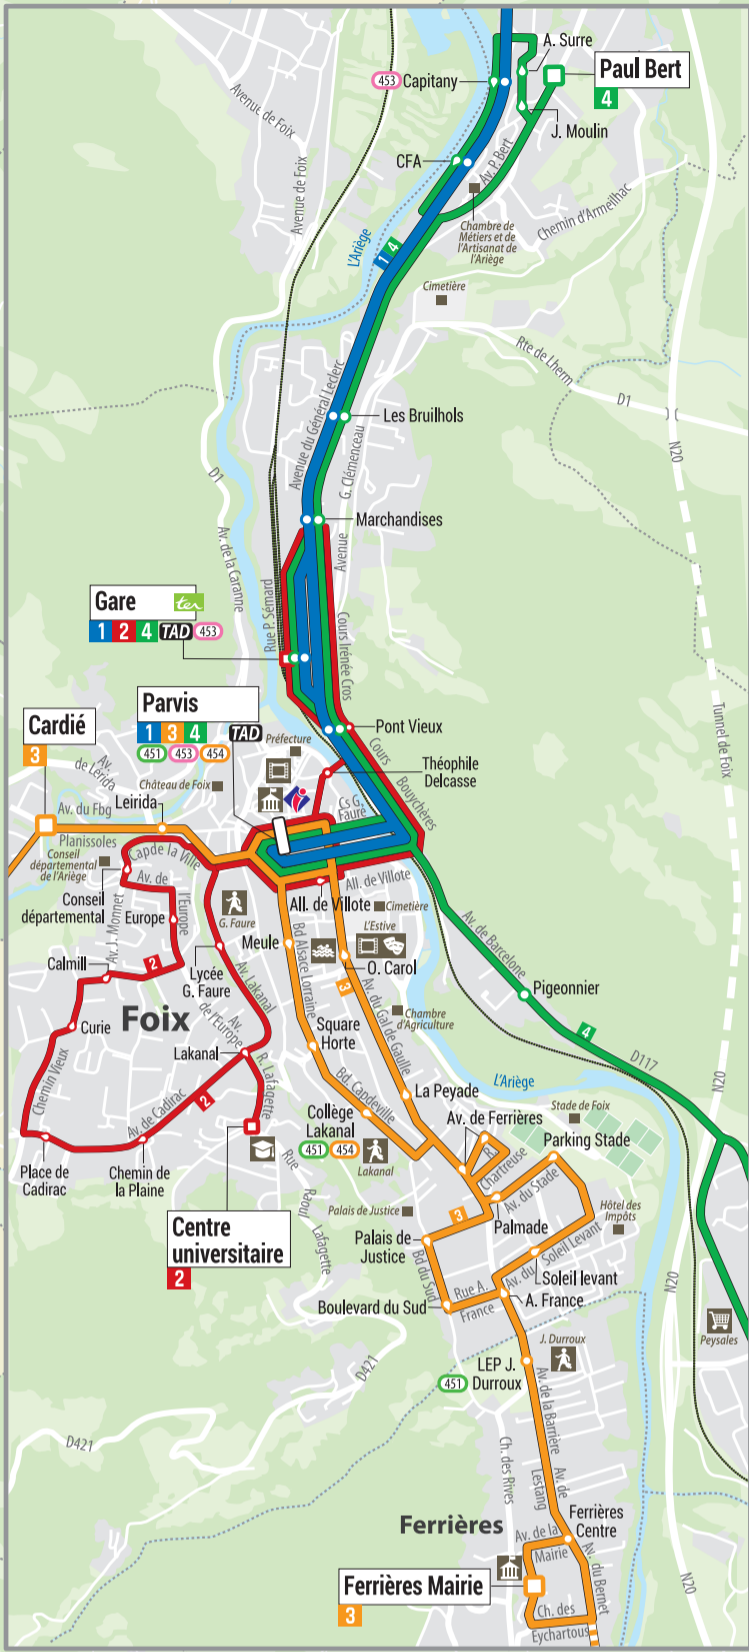 A. Surre
Paul Bert
4
453 Capitany
J. Moulin
Avenue de Foix
Avenue de Foix
CFA
Av. P. Bert
Chambre de
Métiers et de
l'Artisanat de
l'Ariège
Chemin d'Armeilhac
L'Ariège
1 4
Cimetière
Rte de Lherm
D1
N20
Avenue du Général Leclerc
Les Bruilhols
G. Clémenceau
Avenue
D1
Av. de la Caranne
Marchandises
Rue P. Sémard
Cours Irénée Cros
Gare ter
1 2 4 TAD 453
Tunnel de Foix
Parvis
1 3 4 TAD
451 453 454
Cardié
3
Pont Vieux
Cours
Bouychères
Préfecture
Théophile
Delcasse
Av.
de Lérida
Château de Foix
Leirida
Av. du Fbg
Planissoles
Cs G.
Fauré
Conseil
départemental
de l'Ariège
Cap de la Ville
Av. de
l'Europe
Conseil
départemental
Europe
Av. J. Monnet
G. Faure
All. de Villote
All. de Villote
Cimetière
L'Estive
Meule
O. Carol
Bd Alsace Lorraine
Av. de Barcelone
Pigeonnier
Calmill
2
Lycée
G. Faure
Av. Lakanal
3
Av. du Gal de Gaulle
Chambre
d'Agriculture
4
D117
Curie
Foix
Av.
de l'Europe
Square
Horte
Lakanal
R. Lafagette
Chemin Vieux
Av de Cadirac
2
Bd. Capdeville
La Peyade
L'Ariège
N20
Collège
Lakanal
451 454
Lakanal
Av. de Ferrières
Stade de Foix
Parking Stade
Place de
Cadirac
Chemin de
la Plaine
Rue
Raoul
Lafagette
Chartreuse
Av. du Stade
Palais de Justice
3
Palmade
Hôtel des
Impôts
Centre
universitaire
2
Palais de
Justice
Bd du Sud
Av. du
Soleil Levant
Soleil levant
Rue A.
France
A. France
Boulevard du Sud
N20
Peysales
J. Durroux
LEP J.
Durroux
451
D421
D421
Av. de la Barrière
Av. de
Lestang
Ch. des Rives
Ferrières
Ferrières
Centre
Av. de la
Mairie
Av. du Bernet
Ferrières Mairie
3
Ch. des
Eychartous
N20